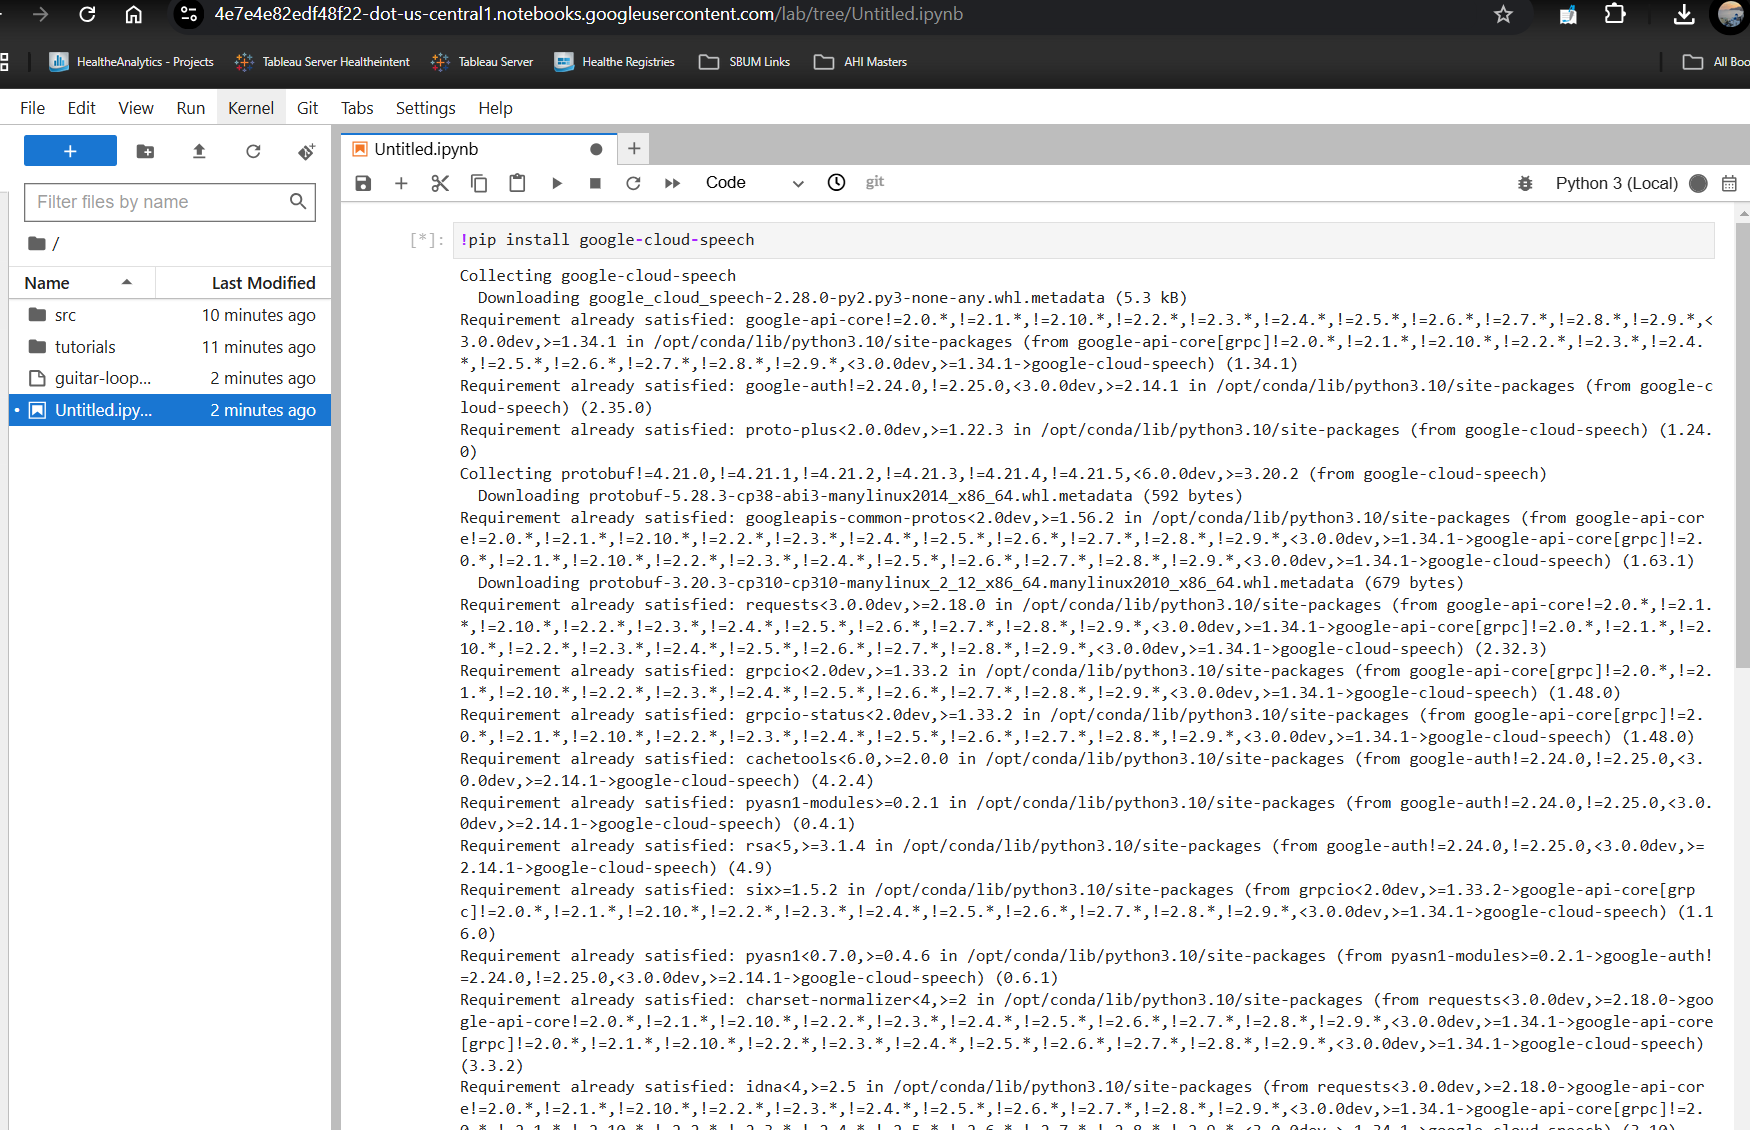 4e7e4e82edf48f22-dot-us-central1.notebooks.googleusercontent.com/lab/tree/Untitled.ipynb
HealtheAnalytics - Projects
Tableau Server Healtheintent
Tableau Server
Healthe Registries
SBUM Links
AHI Masters
All Boo
File Edit View Run Kernel Git Tabs Settings Help
Filter files by name
/
Name Last Modified
src 10 minutes ago
tutorials 11 minutes ago
guitar-loop... 2 minutes ago
Untitled.ipy... 2 minutes ago
Untitled.ipynb
Code
git
Python 3 (Local)
[*]: !pip install google-cloud-speech
Collecting google-cloud-speech
Downloading google_cloud_speech-2.28.0-py2.py3-none-any.whl.metadata (5.3 kB)
Requirement already satisfied: google-api-core!=2.0.*,!=2.1.*,!=2.10.*,!=2.2.*,!=2.3.*,!=2.4.*,!=2.5.*,!=2.6.*,!=2.7.*,!=2.8.*,!=2.9.*,<
3.0.0dev,>=1.34.1 in /opt/conda/lib/python3.10/site-packages (from google-api-core[grpc]!=2.0.*,!=2.1.*,!=2.10.*,!=2.2.*,!=2.3.*,!=2.4.
*,!=2.5.*,!=2.6.*,!=2.7.*,!=2.8.*,!=2.9.*,<3.0.0dev,>=1.34.1->google-cloud-speech) (1.34.1)
Requirement already satisfied: google-auth!=2.24.0,!=2.25.0,<3.0.0dev,>=2.14.1 in /opt/conda/lib/python3.10/site-packages (from google-c
loud-speech) (2.35.0)
Requirement already satisfied: proto-plus<2.0.0dev,>=1.22.3 in /opt/conda/lib/python3.10/site-packages (from google-cloud-speech) (1.24.
0)
Collecting protobuf!=4.21.0,!=4.21.1,!=4.21.2,!=4.21.3,!=4.21.4,!=4.21.5,<6.0.0dev,>=3.20.2 (from google-cloud-speech)
Downloading protobuf-5.28.3-cp38-abi3-manylinux2014_x86_64.whl.metadata (592 bytes)
Requirement already satisfied: googleapis-common-protos<2.0dev,>=1.56.2 in /opt/conda/lib/python3.10/site-packages (from google-api-cor
e!=2.0.*,!=2.1.*,!=2.10.*,!=2.2.*,!=2.3.*,!=2.4.*,!=2.5.*,!=2.6.*,!=2.7.*,!=2.8.*,!=2.9.*,<3.0.0dev,>=1.34.1->google-api-core[grpc]!=2.
0.*,!=2.1.*,!=2.10.*,!=2.2.*,!=2.3.*,!=2.4.*,!=2.5.*,!=2.6.*,!=2.7.*,!=2.8.*,!=2.9.*,<3.0.0dev,>=1.34.1->google-cloud-speech) (1.63.1)
Downloading protobuf-3.20.3-cp310-cp310-manylinux_2_12_x86_64.manylinux2010_x86_64.whl.metadata (679 bytes)
Requirement already satisfied: requests<3.0.0dev,>=2.18.0 in /opt/conda/lib/python3.10/site-packages (from google-api-core!=2.0.*,!=2.1.
*,!=2.10.*,!=2.2.*,!=2.3.*,!=2.4.*,!=2.5.*,!=2.6.*,!=2.7.*,!=2.8.*,!=2.9.*,<3.0.0dev,>=1.34.1->google-api-core[grpc]!=2.0.*,!=2.1.*,!=2.
10.*,!=2.2.*,!=2.3.*,!=2.4.*,!=2.5.*,!=2.6.*,!=2.7.*,!=2.8.*,!=2.9.*,<3.0.0dev,>=1.34.1->google-cloud-speech) (2.32.3)
Requirement already satisfied: grpcio<2.0dev,>=1.33.2 in /opt/conda/lib/python3.10/site-packages (from google-api-core[grpc]!=2.0.*,!=2.
1.*,!=2.10.*,!=2.2.*,!=2.3.*,!=2.4.*,!=2.5.*,!=2.6.*,!=2.7.*,!=2.8.*,!=2.9.*,<3.0.0dev,>=1.34.1->google-cloud-speech) (1.48.0)
Requirement already satisfied: grpcio-status<2.0dev,>=1.33.2 in /opt/conda/lib/python3.10/site-packages (from google-api-core[grpc]!=2.
0.*,!=2.1.*,!=2.10.*,!=2.2.*,!=2.3.*,!=2.4.*,!=2.5.*,!=2.6.*,!=2.7.*,!=2.8.*,!=2.9.*,<3.0.0dev,>=1.34.1->google-cloud-speech) (1.48.0)
Requirement already satisfied: cachetools<6.0,>=2.0.0 in /opt/conda/lib/python3.10/site-packages (from google-auth!=2.24.0,!=2.25.0,<3.
0.0dev,>=2.14.1->google-cloud-speech) (4.2.4)
Requirement already satisfied: pyasn1-modules>=0.2.1 in /opt/conda/lib/python3.10/site-packages (from google-auth!=2.24.0,!=2.25.0,<3.0.
0dev,>=2.14.1->google-cloud-speech) (0.4.1)
Requirement already satisfied: rsa<5,>=3.1.4 in /opt/conda/lib/python3.10/site-packages (from google-auth!=2.24.0,!=2.25.0,<3.0.0dev,>=
2.14.1->google-cloud-speech) (4.9)
Requirement already satisfied: six>=1.5.2 in /opt/conda/lib/python3.10/site-packages (from grpcio<2.0dev,>=1.33.2->google-api-core[grp
c]!=2.0.*,!=2.1.*,!=2.10.*,!=2.2.*,!=2.3.*,!=2.4.*,!=2.5.*,!=2.6.*,!=2.7.*,!=2.8.*,!=2.9.*,<3.0.0dev,>=1.34.1->google-cloud-speech) (1.1
6.0)
Requirement already satisfied: pyasn1<0.7.0,>=0.4.6 in /opt/conda/lib/python3.10/site-packages (from pyasn1-modules>=0.2.1->google-auth!
=2.24.0,!=2.25.0,<3.0.0dev,>=2.14.1->google-cloud-speech) (0.6.1)
Requirement already satisfied: charset-normalizer<4,>=2 in /opt/conda/lib/python3.10/site-packages (from requests<3.0.0dev,>=2.18.0->goo
gle-api-core!=2.0.*,!=2.1.*,!=2.10.*,!=2.2.*,!=2.3.*,!=2.4.*,!=2.5.*,!=2.6.*,!=2.7.*,!=2.8.*,!=2.9.*,<3.0.0dev,>=1.34.1->google-api-core
[grpc]!=2.0.*,!=2.1.*,!=2.10.*,!=2.2.*,!=2.3.*,!=2.4.*,!=2.5.*,!=2.6.*,!=2.7.*,!=2.8.*,!=2.9.*,<3.0.0dev,>=1.34.1->google-cloud-speech)
(3.3.2)
Requirement already satisfied: idna<4,>=2.5 in /opt/conda/lib/python3.10/site-packages (from requests<3.0.0dev,>=2.18.0->google-api-cor
e!=2.0.*,!=2.1.*,!=2.10.*,!=2.2.*,!=2.3.*,!=2.4.*,!=2.5.*,!=2.6.*,!=2.7.*,!=2.8.*,!=2.9.*,<3.0.0dev,>=1.34.1->google-api-core[grpc]!=2.